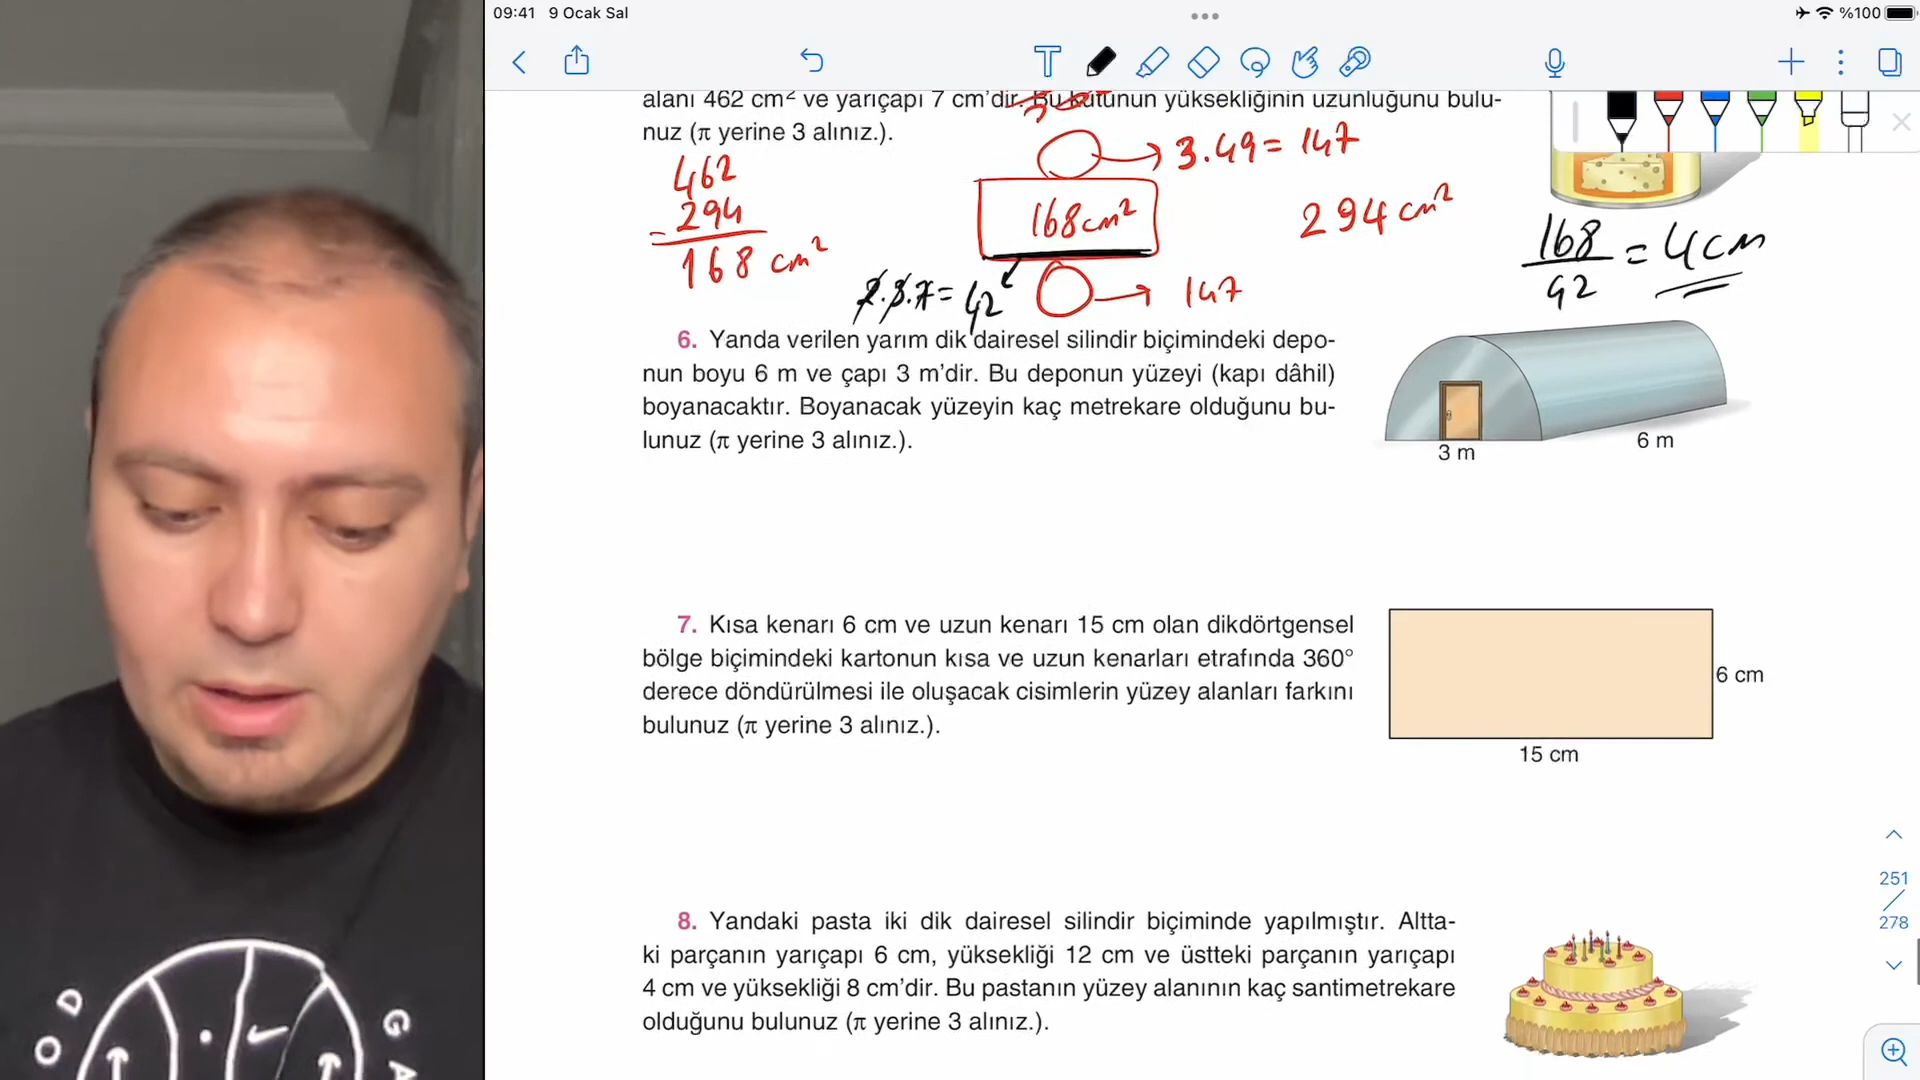 09:41 9 Ocak Sal
%100
alanı 462 cm² ve yarıçapı 7 cm'dir. Bu kutunun yüksekliğinin uzunluğunu bulu-
nuz (π yerine 3 alınız.).
462
294
168 cm²
3.49 = 147
168cm²
294 cm²
2.3.7 = 42
147
168
42
= 4cm
6. Yanda verilen yarım dik dairesel silindir biçimindeki depo-
nun boyu 6 m ve çapı 3 m'dir. Bu deponun yüzeyi (kapı dâhil)
boyanacaktır. Boyanacak yüzeyin kaç metrekare olduğunu bu-
lunuz (π yerine 3 alınız.).
3 m
6 m
7. Kısa kenarı 6 cm ve uzun kenarı 15 cm olan dikdörtgensel
bölge biçimindeki kartonun kısa ve uzun kenarları etrafında 360°
derece döndürülmesi ile oluşacak cisimlerin yüzey alanları farkını
bulunuz (π yerine 3 alınız.).
6 cm
15 cm
251
278
8. Yandaki pasta iki dik dairesel silindir biçiminde yapılmıştır. Altta-
ki parçanın yarıçapı 6 cm, yüksekliği 12 cm ve üstteki parçanın yarıçapı
4 cm ve yüksekliği 8 cm'dir. Bu pastanın yüzey alanının kaç santimetrekare
olduğunu bulunuz (π yerine 3 alınız.).